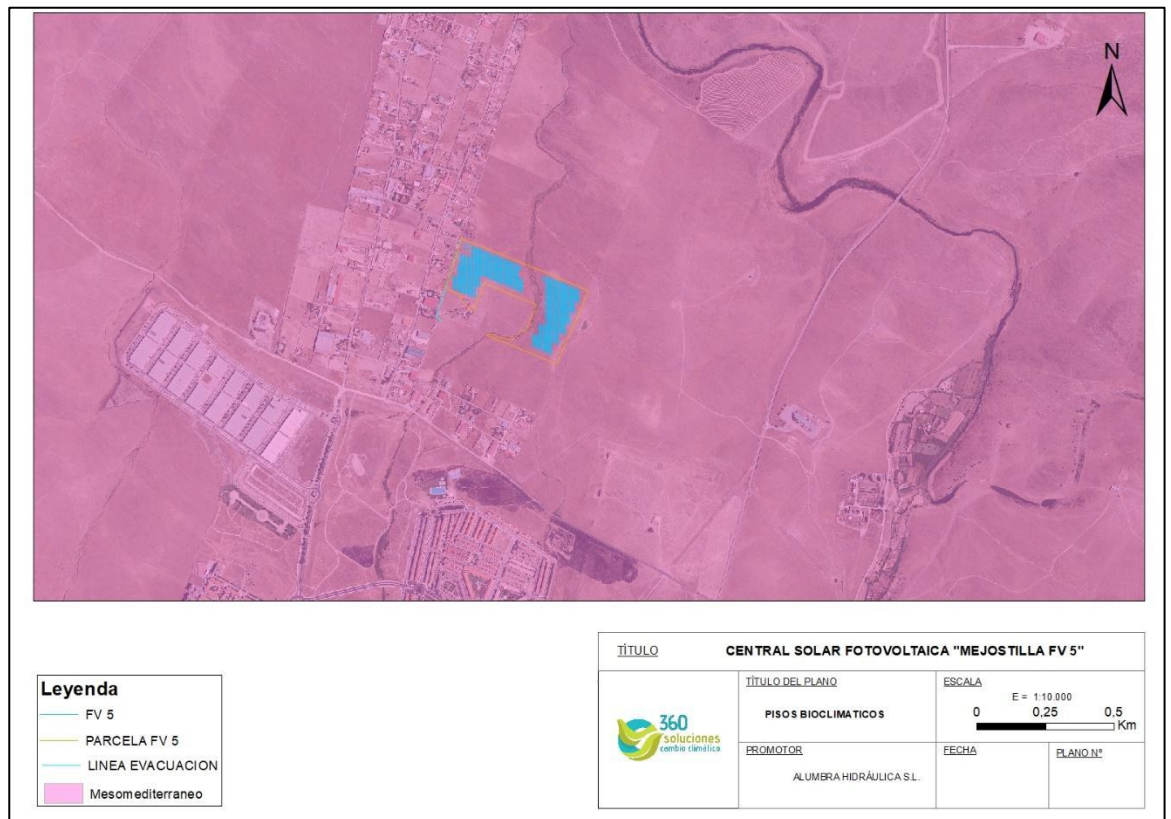 N
Leyenda
FV 5
PARCELA FV 5
LINEA EVACUACION
Mesomediterraneo
TÍTULO
CENTRAL SOLAR FOTOVOLTAICA "MEJOSTILLA FV 5"
360
soluciones
cambio climático
TÍTULO DEL PLANO
PISOS BIOCLIMATICOS
ESCALA
E = 1:10.000
0 0,25 0,5
Km
PROMOTOR
ALUMBRA HIDRÁULICA S.L.
FECHA
PLANO Nº